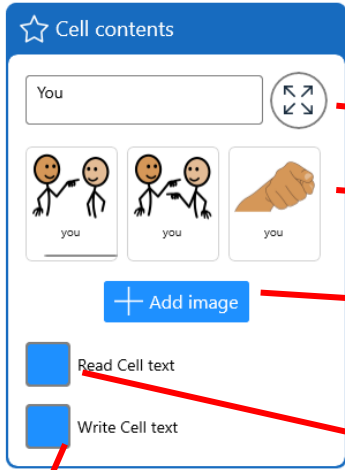 Cell contents
You
you you you
Add image
Read Cell text
Write Cell text